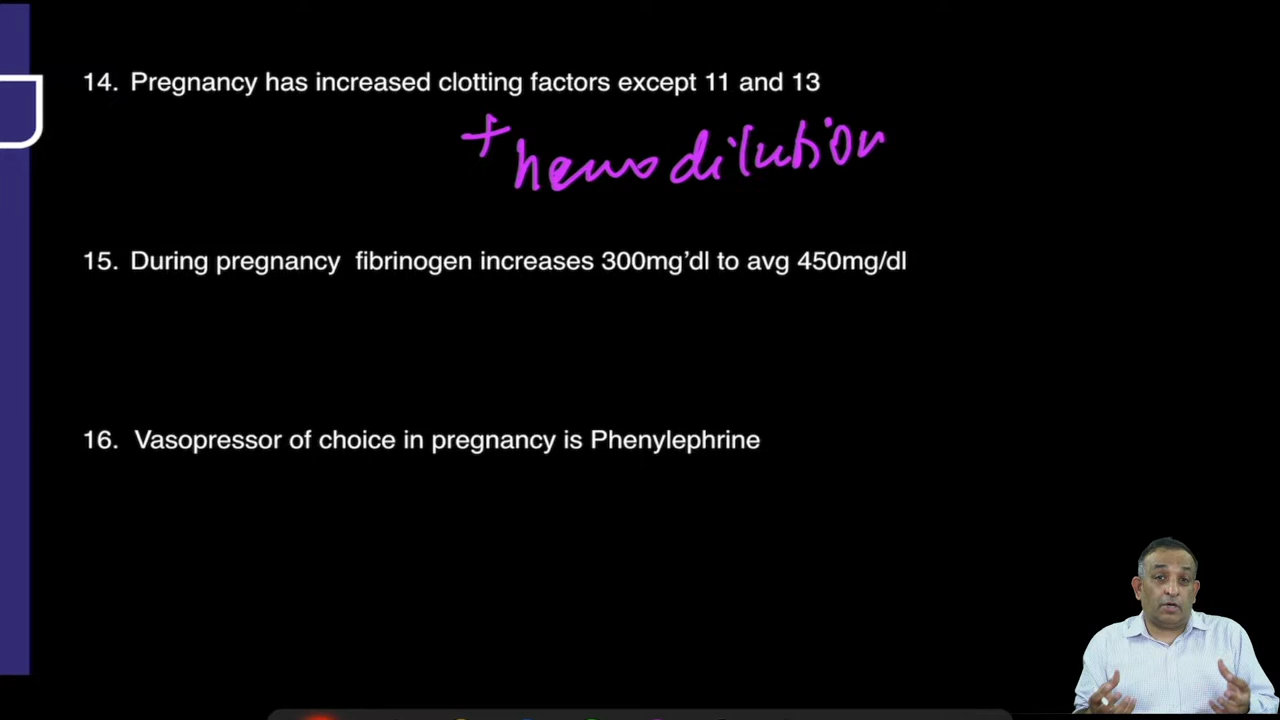 14. Pregnancy has increased clotting factors except 11 and 13
+ hemodilution
15. During pregnancy fibrinogen increases 300mg’dl to avg 450mg/dl
16. Vasopressor of choice in pregnancy is Phenylephrine